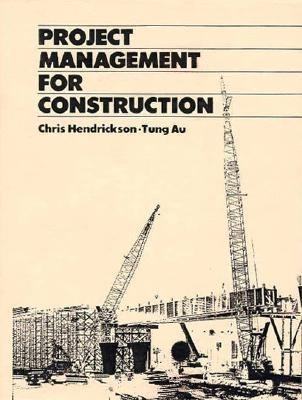 PROJECT
MANAGEMENT
FOR
CONSTRUCTION
Chris Hendrickson·Tung Au